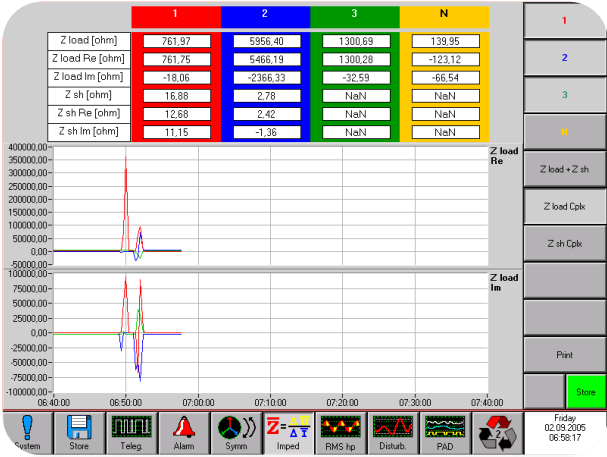 1 2 3 N
Z load [ohm] 761,97 5956,40 1300,69 139,95
Z load Re [ohm] 761,75 5466,19 1300,28 -123,12
Z load Im [ohm] -18,06 -2366,33 -32,59 -66,54
Z sh [ohm] 16,88 2,78 NaN NaN
Z sh Re [ohm] 12,68 2,42 NaN NaN
Z sh Im [ohm] 11,15 -1,36 NaN NaN
400000,00
350000,00
300000,00
250000,00
200000,00
150000,00
100000,00
50000,00
0,00
-50000,00
Z load
Re
100000,00
75000,00
50000,00
25000,00
0,00
-25000,00
-50000,00
-75000,00
-100000,00
Z load
Im
06:40:00 06:50:00 07:00:00 07:10:00 07:20:00 07:30:00 07:40:00
1
2
3
N
Z load + Z sh
Z load Cplx
Z sh Cplx
Print
Store
System Store Teleg. Alarm Symm Imped RMS hp Disturb. PAD
Z=ΔU
ΔI
2
Friday
02.09.2005
06:58:17